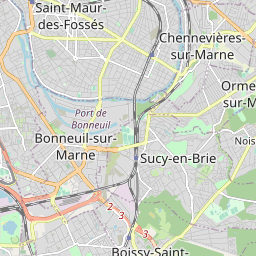 Saint-Maur-
des-Fossés
Chennevières-
sur-Marne
Orme
sur-M
Port de
Bonneuil
Bonneuil-sur-
Marne
Nois
Sucy-en-Brie
2
3
2
3
Boissy-Saint-